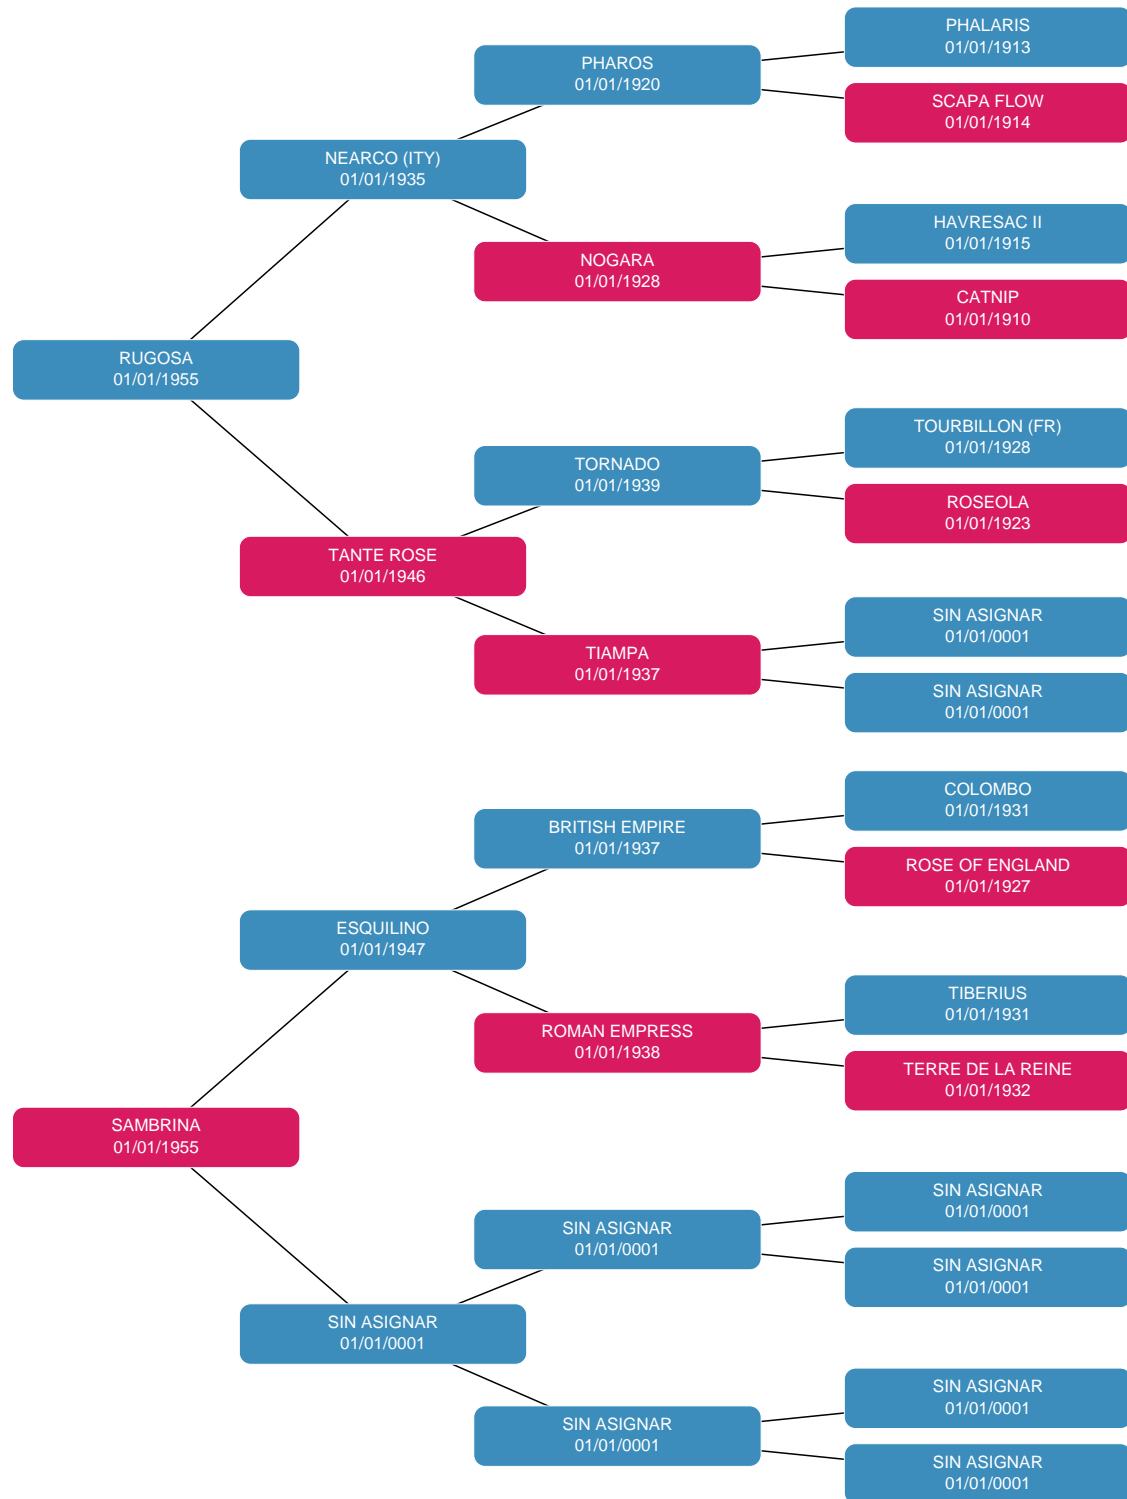 PHALARIS
01/01/1913
PHAROS
01/01/1920
SCAPA FLOW
01/01/1914
NEARCO (ITY)
01/01/1935
HAVRESAC II
01/01/1915
NOGARA
01/01/1928
CATNIP
01/01/1910
RUGOSA
01/01/1955
TOURBILLON (FR)
01/01/1928
TORNADO
01/01/1939
ROSEOLA
01/01/1923
TANTE ROSE
01/01/1946
SIN ASIGNAR
01/01/0001
TIAMPA
01/01/1937
SIN ASIGNAR
01/01/0001
COLOMBO
01/01/1931
BRITISH EMPIRE
01/01/1937
ROSE OF ENGLAND
01/01/1927
ESQUILINO
01/01/1947
TIBERIUS
01/01/1931
ROMAN EMPRESS
01/01/1938
TERRE DE LA REINE
01/01/1932
SAMBRINA
01/01/1955
SIN ASIGNAR
01/01/0001
SIN ASIGNAR
01/01/0001
SIN ASIGNAR
01/01/0001
SIN ASIGNAR
01/01/0001
SIN ASIGNAR
01/01/0001
SIN ASIGNAR
01/01/0001
SIN ASIGNAR
01/01/0001